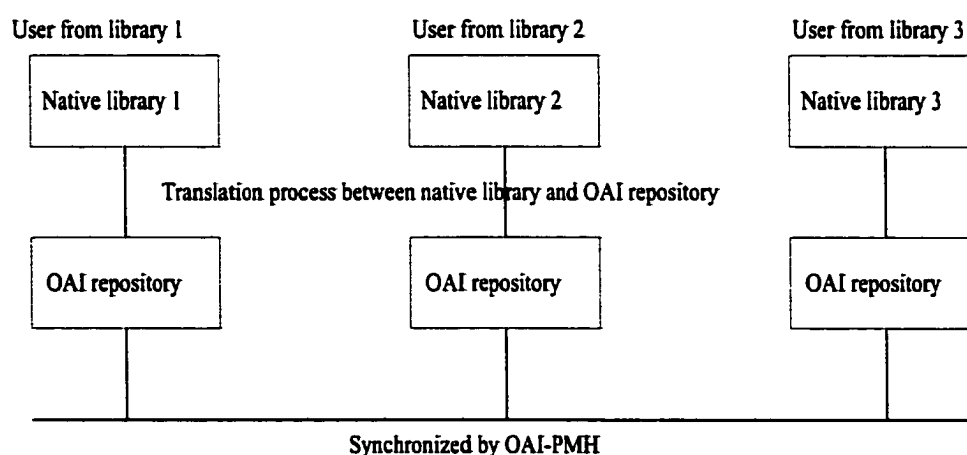 User from library 1
User from library 2
User from library 3
Native library 1
Native library 2
Native library 3
Translation process between native library and OAI repository
OAI repository
OAI repository
OAI repository
Synchronized by OAI-PMH